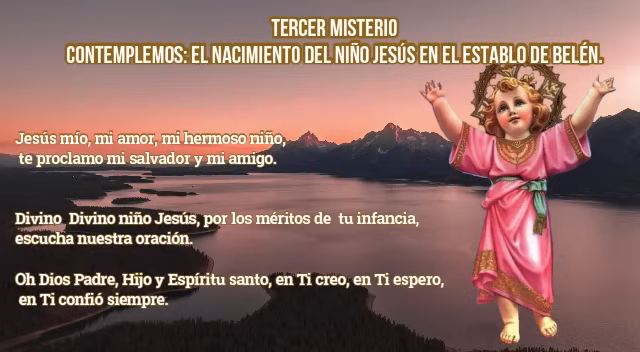 TERCER MISTERIO
CONTEMPLEMOS: EL NACIMIENTO DEL NIÑO JESÚS EN EL ESTABLO DE BELÉN.
Jesús mío, mi amor, mi hermoso niño,
te proclamo mi salvador y mi amigo.
Divino  Divino niño Jesús, por los méritos de  tu infancia,
escucha nuestra oración.
Oh Dios Padre, Hijo y Espíritu santo, en Ti creo, en Ti espero,
en Ti confió siempre.